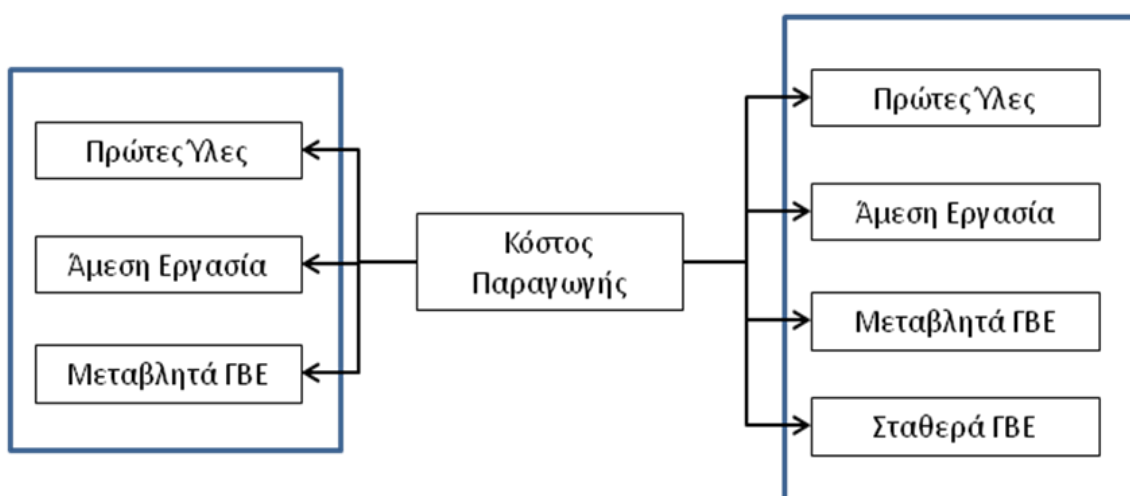 Πρώτες Ύλες
Άμεση Εργασία
Μεταβλητά ΓΒΕ
Κόστος
Παραγωγής
Πρώτες Ύλες
Άμεση Εργασία
Μεταβλητά ΓΒΕ
Σταθερά ΓΒΕ